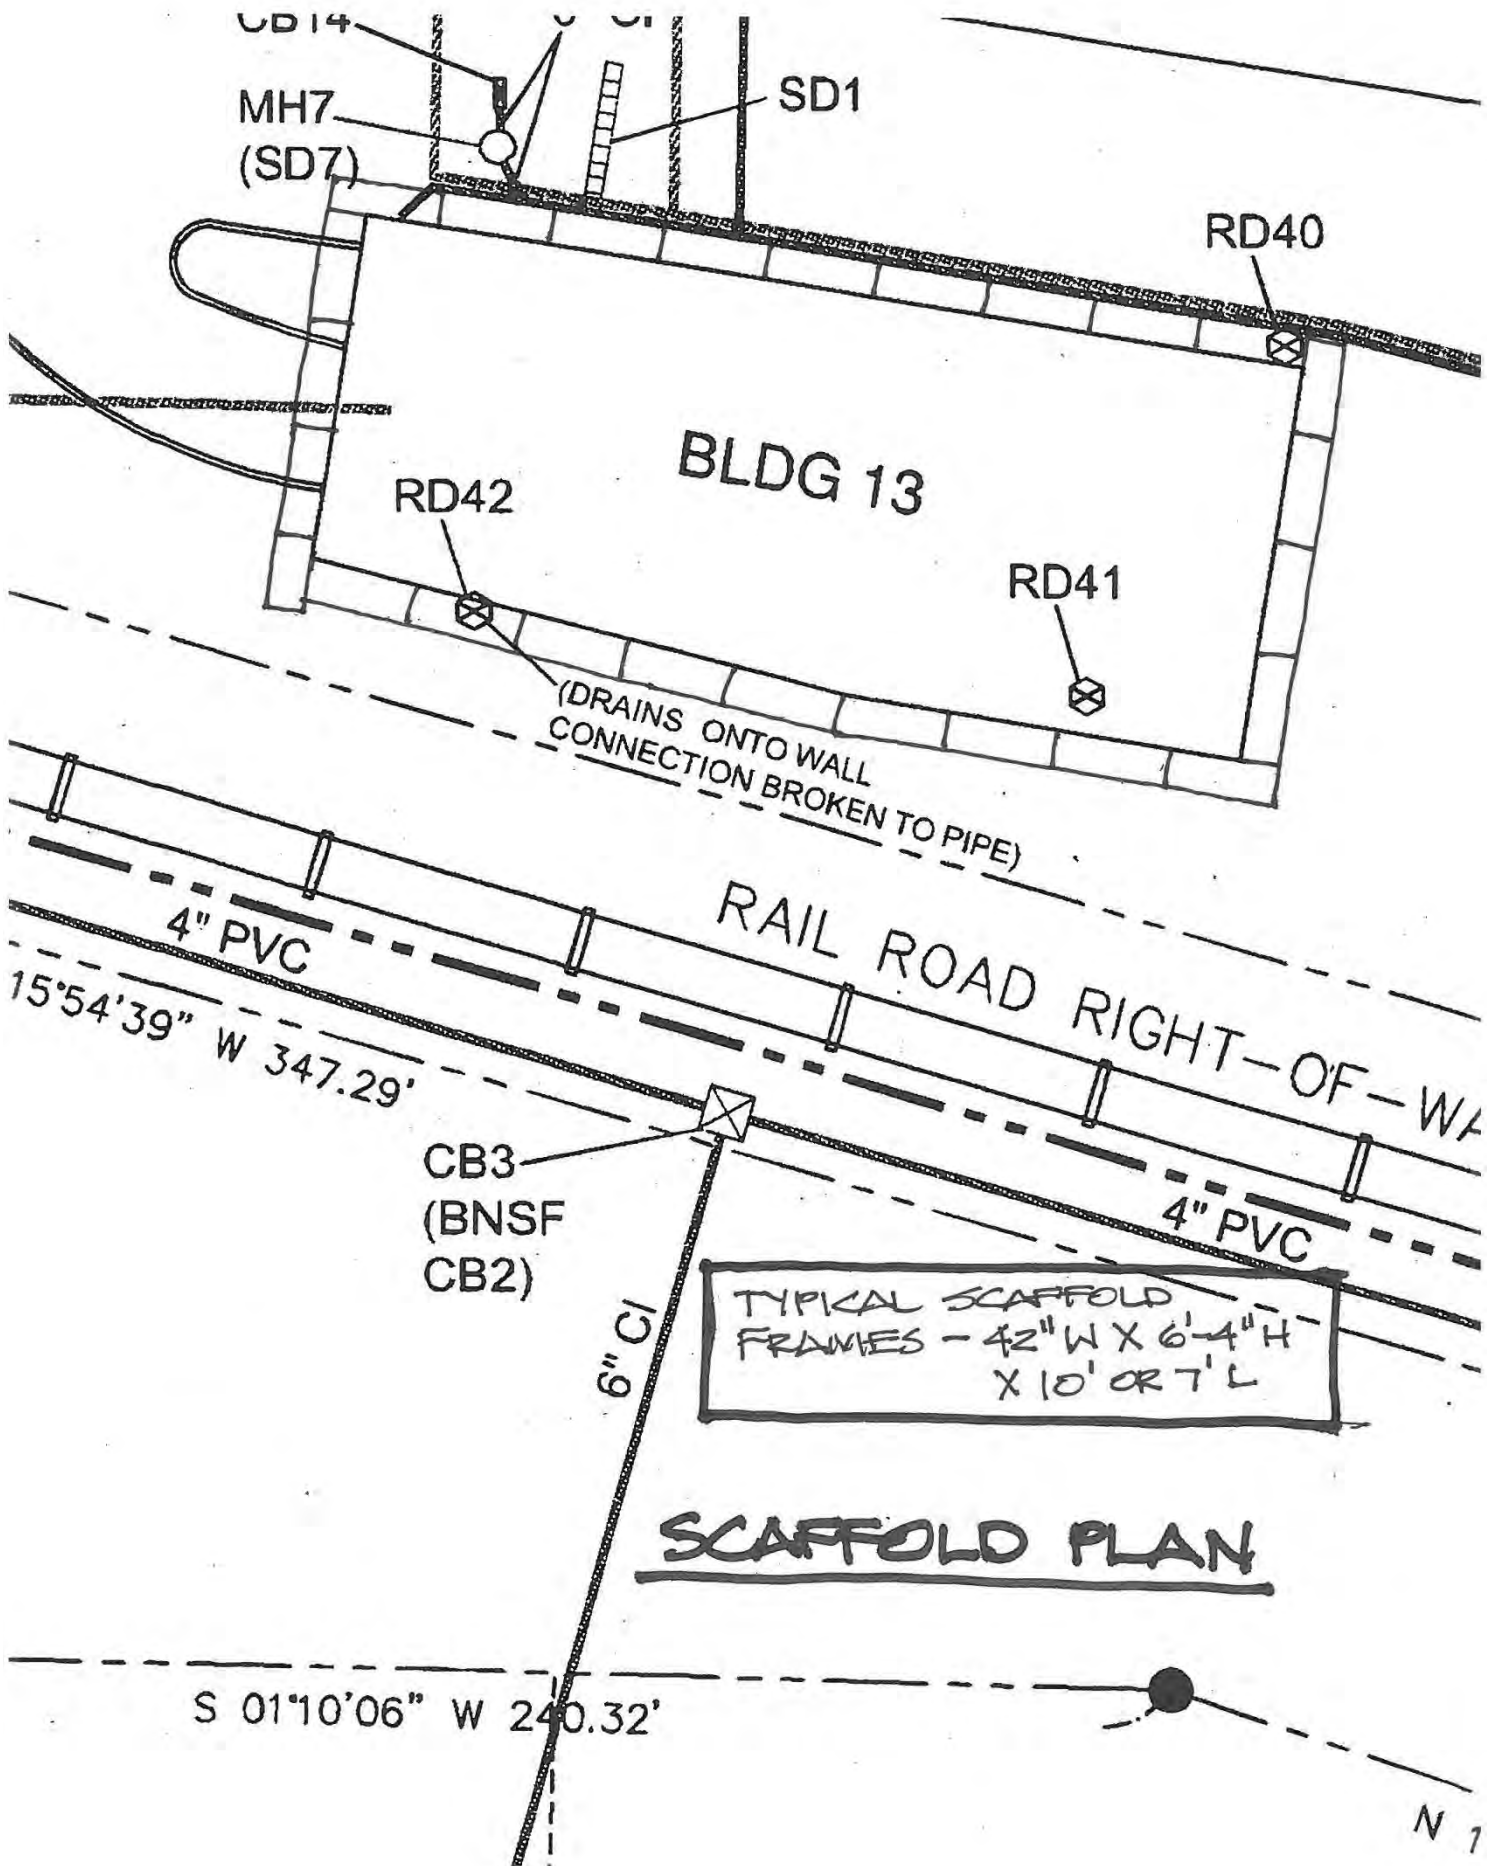 CB14
MH7
(SD7)
SD1
RD40
BLDG 13
RD42
RD41
(DRAINS ONTO WALL
CONNECTION BROKEN TO PIPE)
RAIL ROAD RIGHT-OF-WA
4" PVC
15°54'39" W 347.29'
CB3
(BNSF
CB2)
4" PVC
6" CI
TYPICAL SCAFFOLD
FRAMES - 42" W X 6'-4" H
X 10' OR 7' L
SCAFFOLD PLAN
S 01°10'06" W 240.32'
N 1